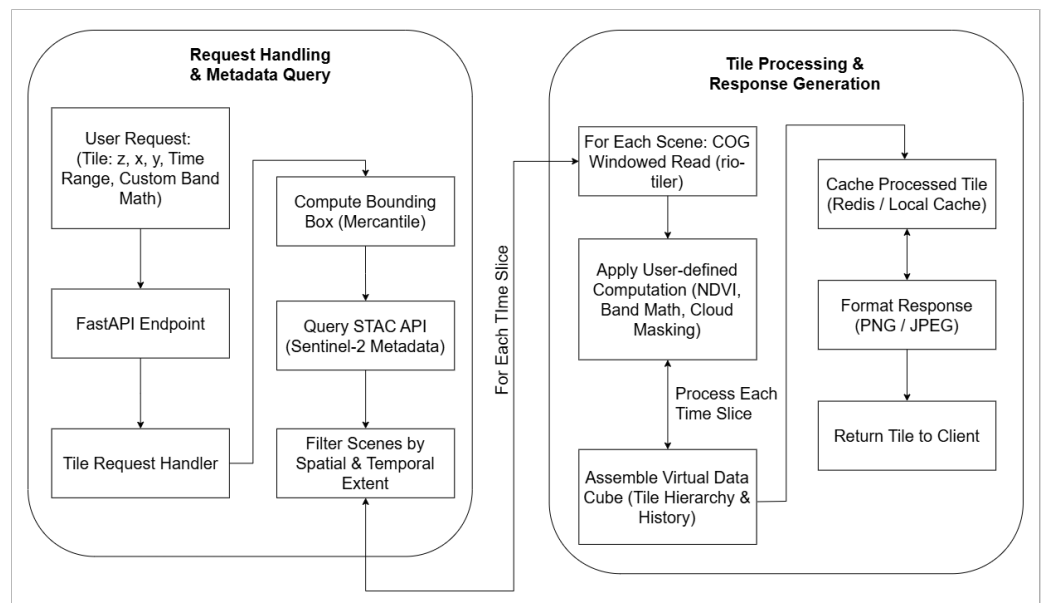 Request Handling
& Metadata Query
User Request:
(Tile: z, x, y, Time
Range, Custom Band
Math)
FastAPI Endpoint
Tile Request Handler
Compute Bounding
Box (Mercantile)
Query STAC API
(Sentinel-2 Metadata)
Filter Scenes by
Spatial & Temporal
Extent
For Each TIme Slice
Tile Processing &
Response Generation
For Each Scene: COG
Windowed Read (rio-
tiler)
Apply User-defined
Computation (NDVI,
Band Math, Cloud
Masking)
Process Each
Time Slice
Assemble Virtual Data
Cube (Tile Hierarchy &
History)
Cache Processed Tile
(Redis / Local Cache)
Format Response
(PNG / JPEG)
Return Tile to Client